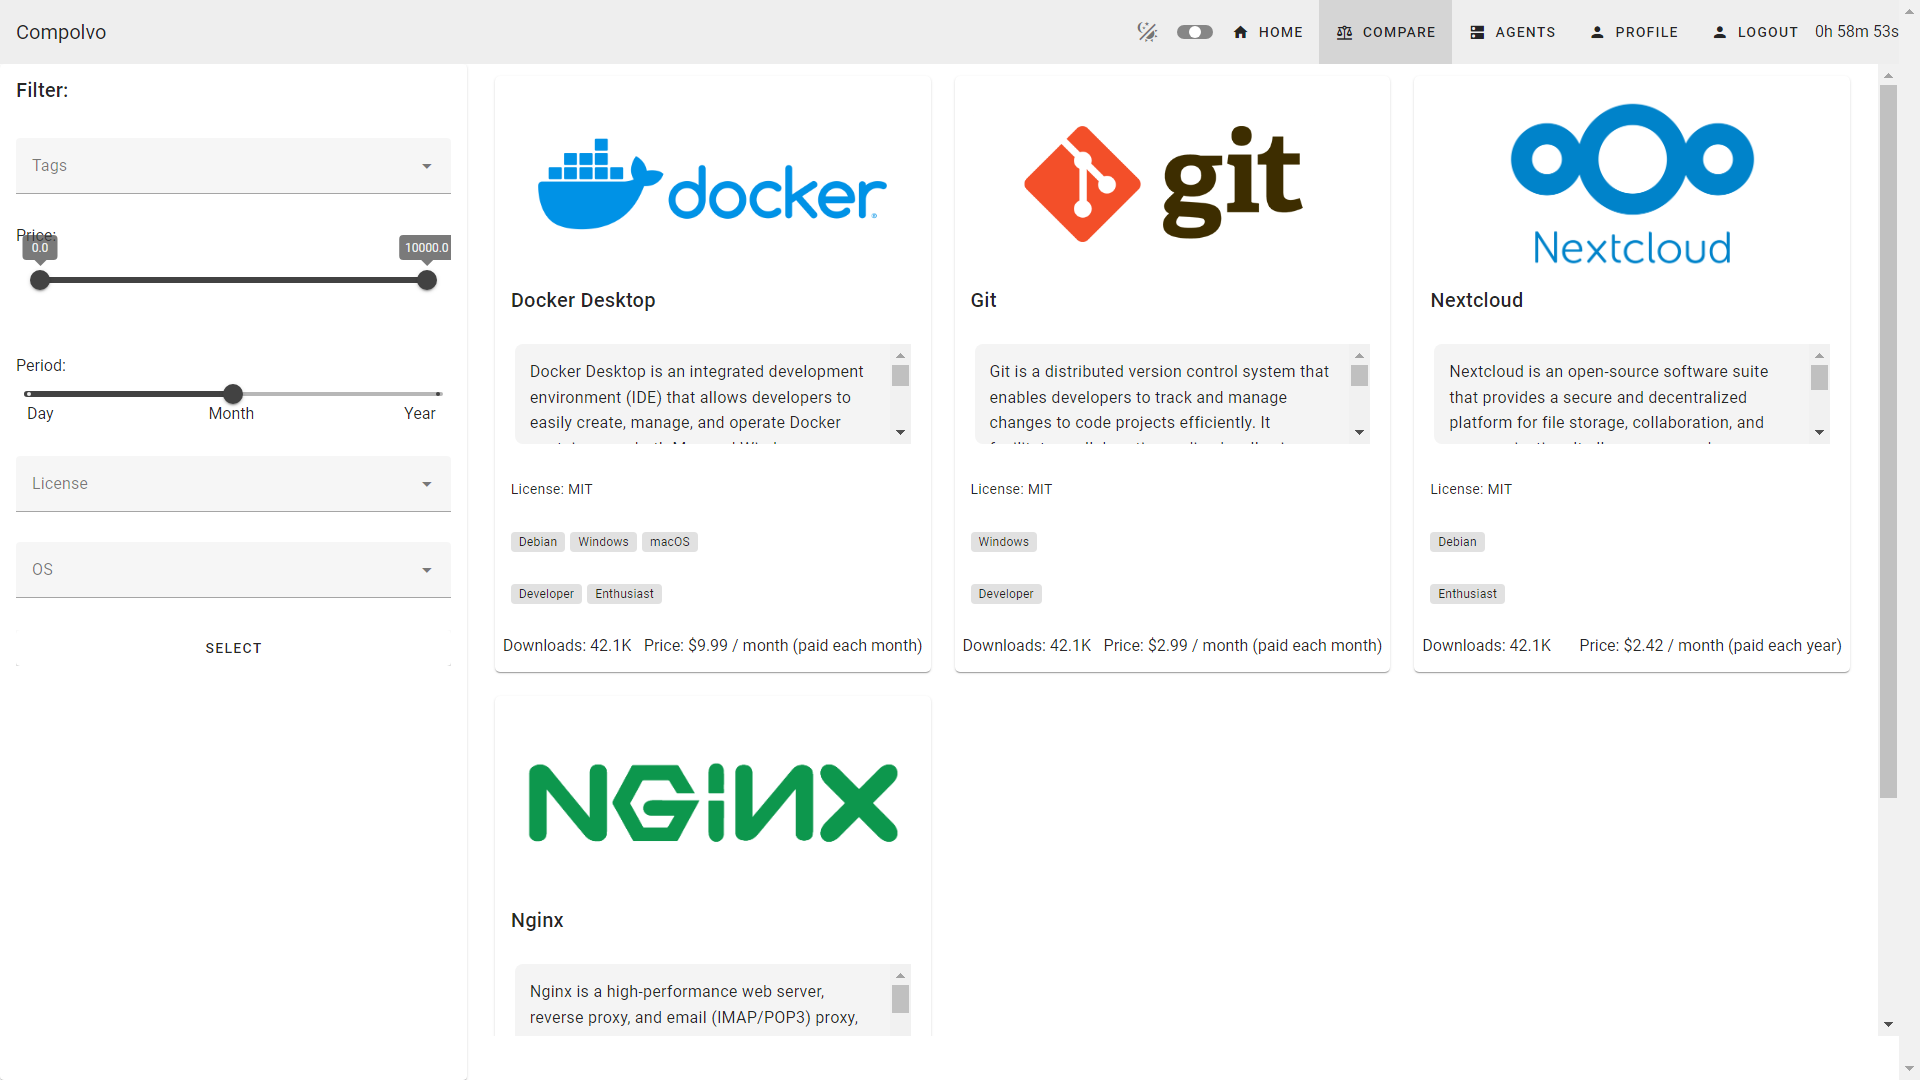 Compolvo
HOME
COMPARE
AGENTS
PROFILE
LOGOUT
0h 58m 53s
Filter:
Tags
Price:
0.0
10000.0
Period:
Day
Month
Year
License
OS
SELECT
docker
Docker Desktop
Docker Desktop is an integrated development
environment (IDE) that allows developers to
easily create, manage, and operate Docker
License: MIT
Debian Windows macOS
Developer Enthusiast
Downloads: 42.1K Price: $9.99 / month (paid each month)
git
Git
Git is a distributed version control system that
enables developers to track and manage
changes to code projects efficiently. It
License: MIT
Windows
Developer
Downloads: 42.1K Price: $2.99 / month (paid each month)
Nextcloud
Nextcloud
Nextcloud is an open-source software suite
that provides a secure and decentralized
platform for file storage, collaboration, and
License: MIT
Debian
Enthusiast
Downloads: 42.1K Price: $2.42 / month (paid each year)
NGiNX
Nginx
Nginx is a high-performance web server,
reverse proxy, and email (IMAP/POP3) proxy,